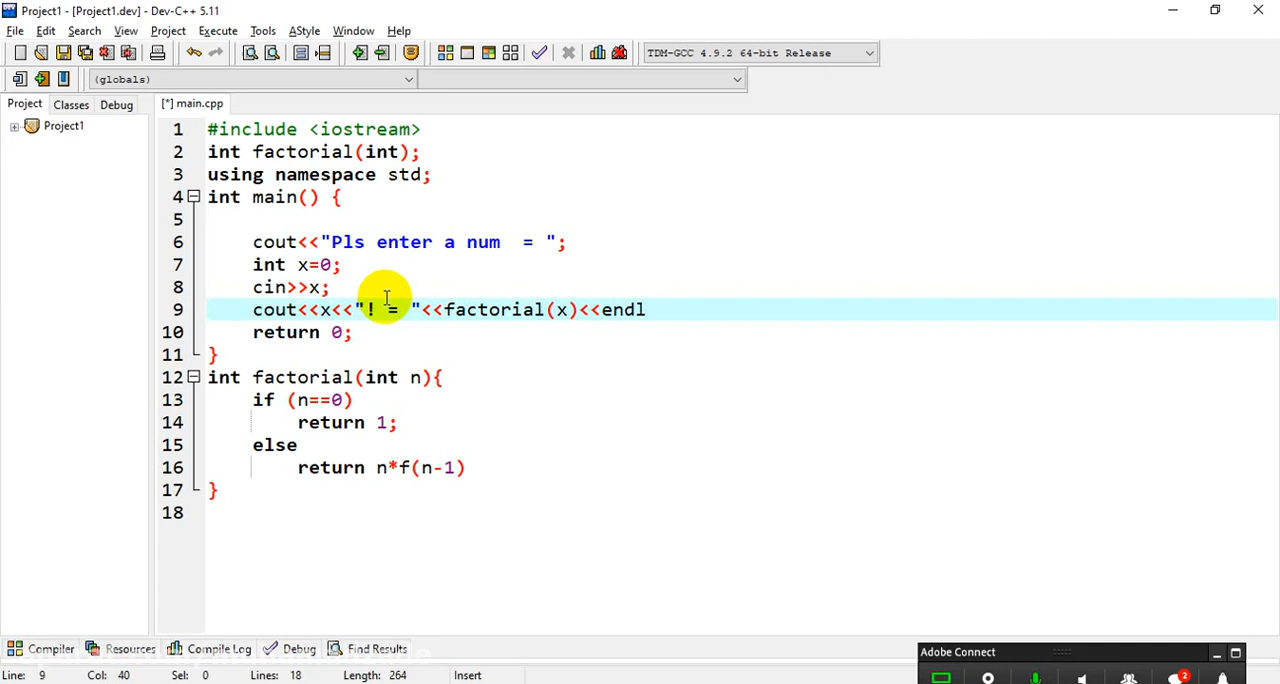 Project1 - [Project1.dev] - Dev-C++ 5.11
File Edit Search View Project Execute Tools AStyle Window Help
TDM-GCC 4.9.2 64-bit Release
(globals)
Project Classes Debug [*] main.cpp
Project1
1 #include <iostream>
2 int factorial(int);
3 using namespace std;
4 int main() {
5
6 cout<<"Pls enter a num  = ";
7 int x=0;
8 cin>>x;
9 cout<<x<<"! = "<<factorial(x)<<endl
10 return 0;
11 }
12 int factorial(int n){
13 if (n==0)
14 return 1;
15 else
16 return n*f(n-1)
17 }
18
Compiler Resources Compile Log Debug Find Results
Adobe Connect
2
Line: 9 Col: 40 Sel: 0 Lines: 18 Length: 264 Insert